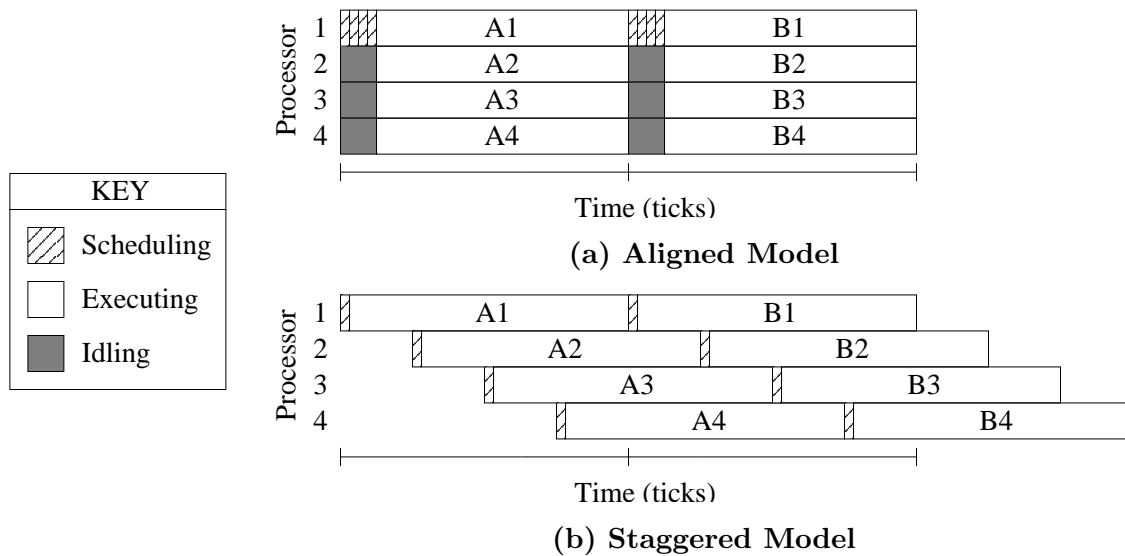 Processor
1 A1 B1
2 A2 B2
3 A3 B3
4 A4 B4
Time (ticks)
(a) Aligned Model
KEY
Scheduling
Executing
Idling
Processor
1 A1 B1
2 A2 B2
3 A3 B3
4 A4 B4
Time (ticks)
(b) Staggered Model